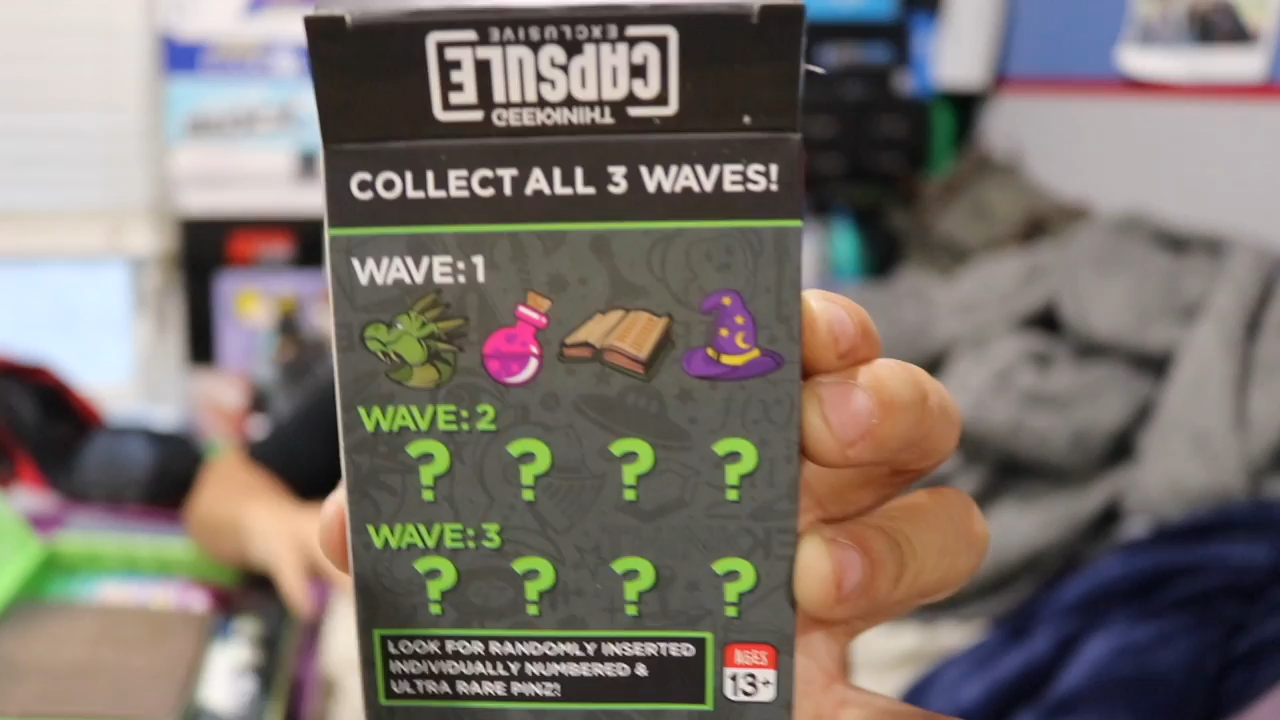 THINKGEEK
CAPSULE
EXCLUSIVE
COLLECT ALL 3 WAVES!
WAVE: 1
WAVE: 2
? ? ? ?
WAVE: 3
? ? ? ?
LOOK FOR RANDOMLY INSERTED
INDIVIDUALLY NUMBERED &
ULTRA RARE PINZ!
AGES
13+